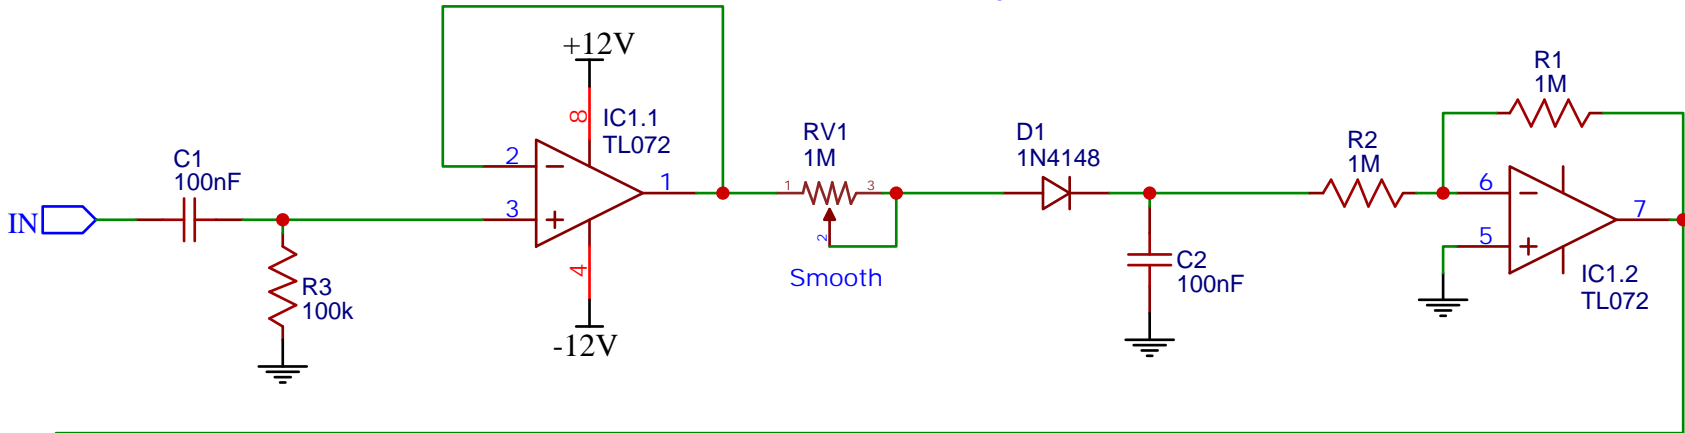 +12V
8
IC1.1
TL072
2
3
1
4
-12V
IN
C1
100nF
R3
100k
RV1
1M
1
3
2
Smooth
D1
1N4148
C2
100nF
R2
1M
R1
1M
6
5
7
IC1.2
TL072